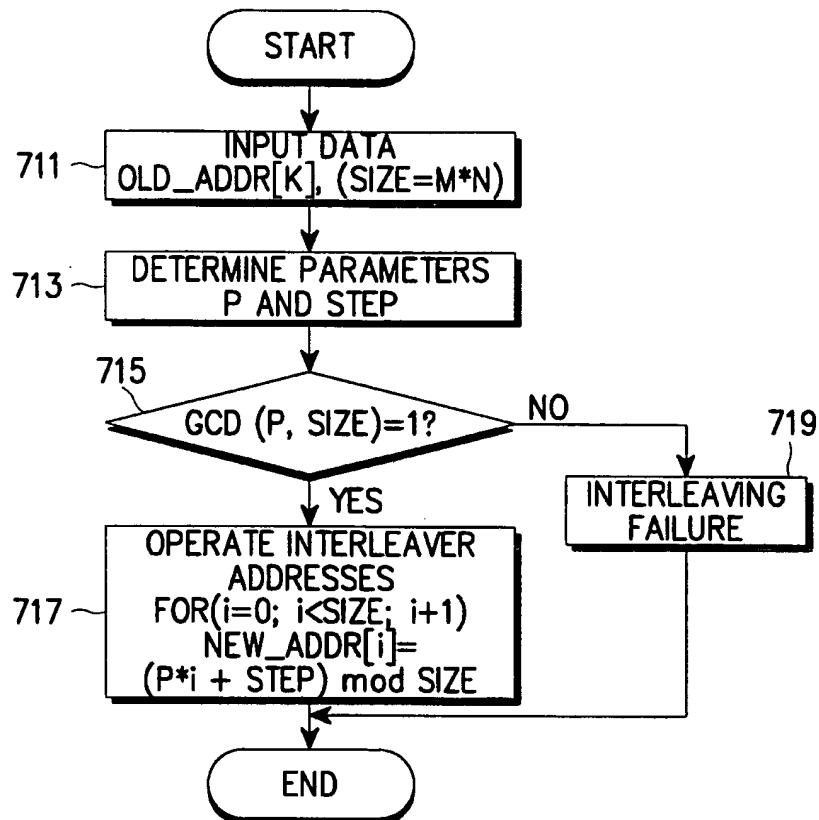 START
711
INPUT DATA
OLD_ADDR[K], (SIZE=M*N)
713
DETERMINE PARAMETERS
P AND STEP
715
GCD (P, SIZE)=1?
NO
719
YES
INTERLEAVING
FAILURE
717
OPERATE INTERLEAVER
ADDRESSES
FOR(i=0; i<SIZE; i+1)
NEW_ADDR[i]=
(P*i + STEP) mod SIZE
END